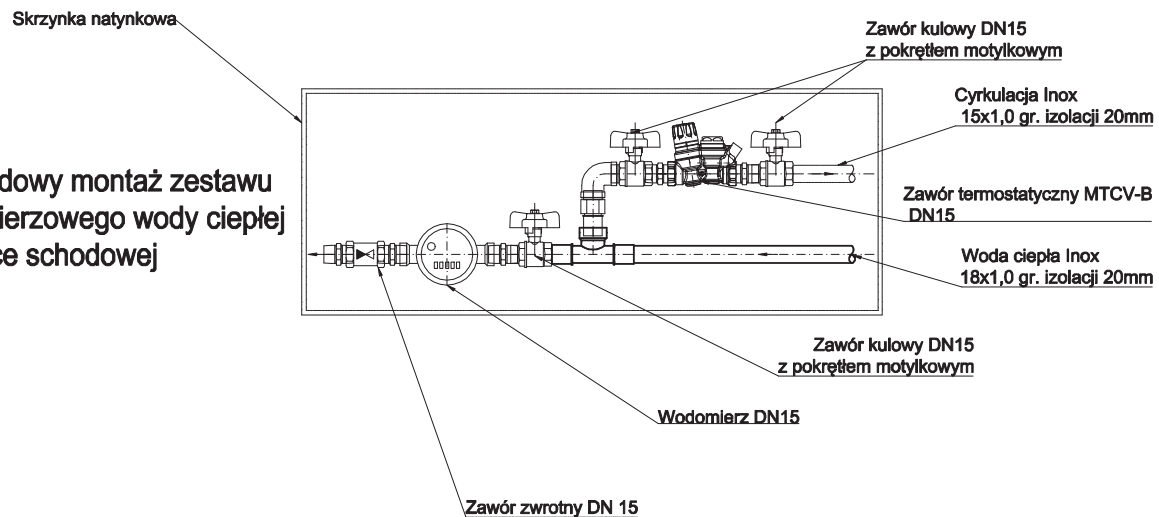 Skrzynka natynkowa
Zawór kulowy DN15
z pokrętłem motylkowym
Cyrkulacja Inox
15x1,0 gr. izolacji 20mm
dowy montaż zestawu
ierzowego wody ciepłej
ce schodowej
Zawór termostatyczny MTCV-B
DN15
Woda ciepła Inox
18x1,0 gr. izolacji 20mm
Zawór kulowy DN15
z pokrętłem motylkowym
Wodomierz DN15
Zawór zwrotny DN 15